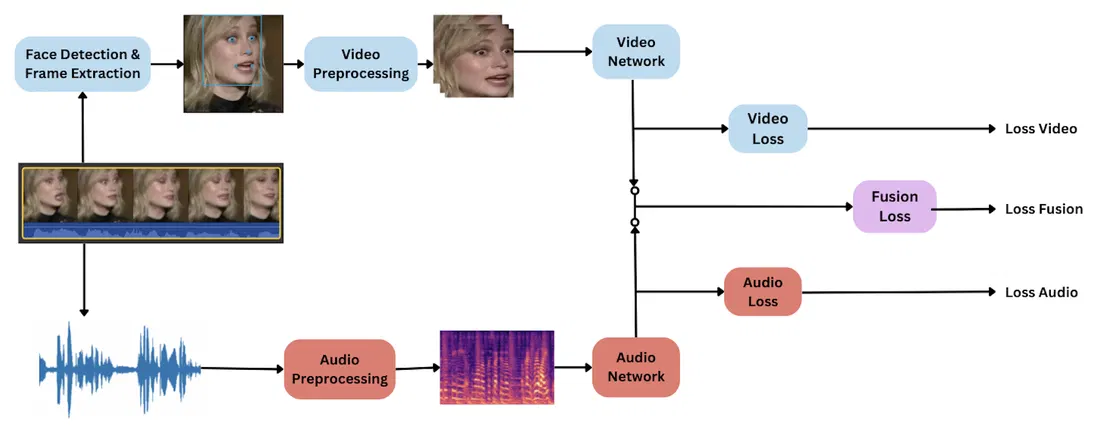 Face Detection &
Frame Extraction
Video
Preprocessing
Video
Network
Video
Loss
Loss Video
Fusion
Loss
Loss Fusion
Audio
Loss
Loss Audio
Audio
Preprocessing
Audio
Network